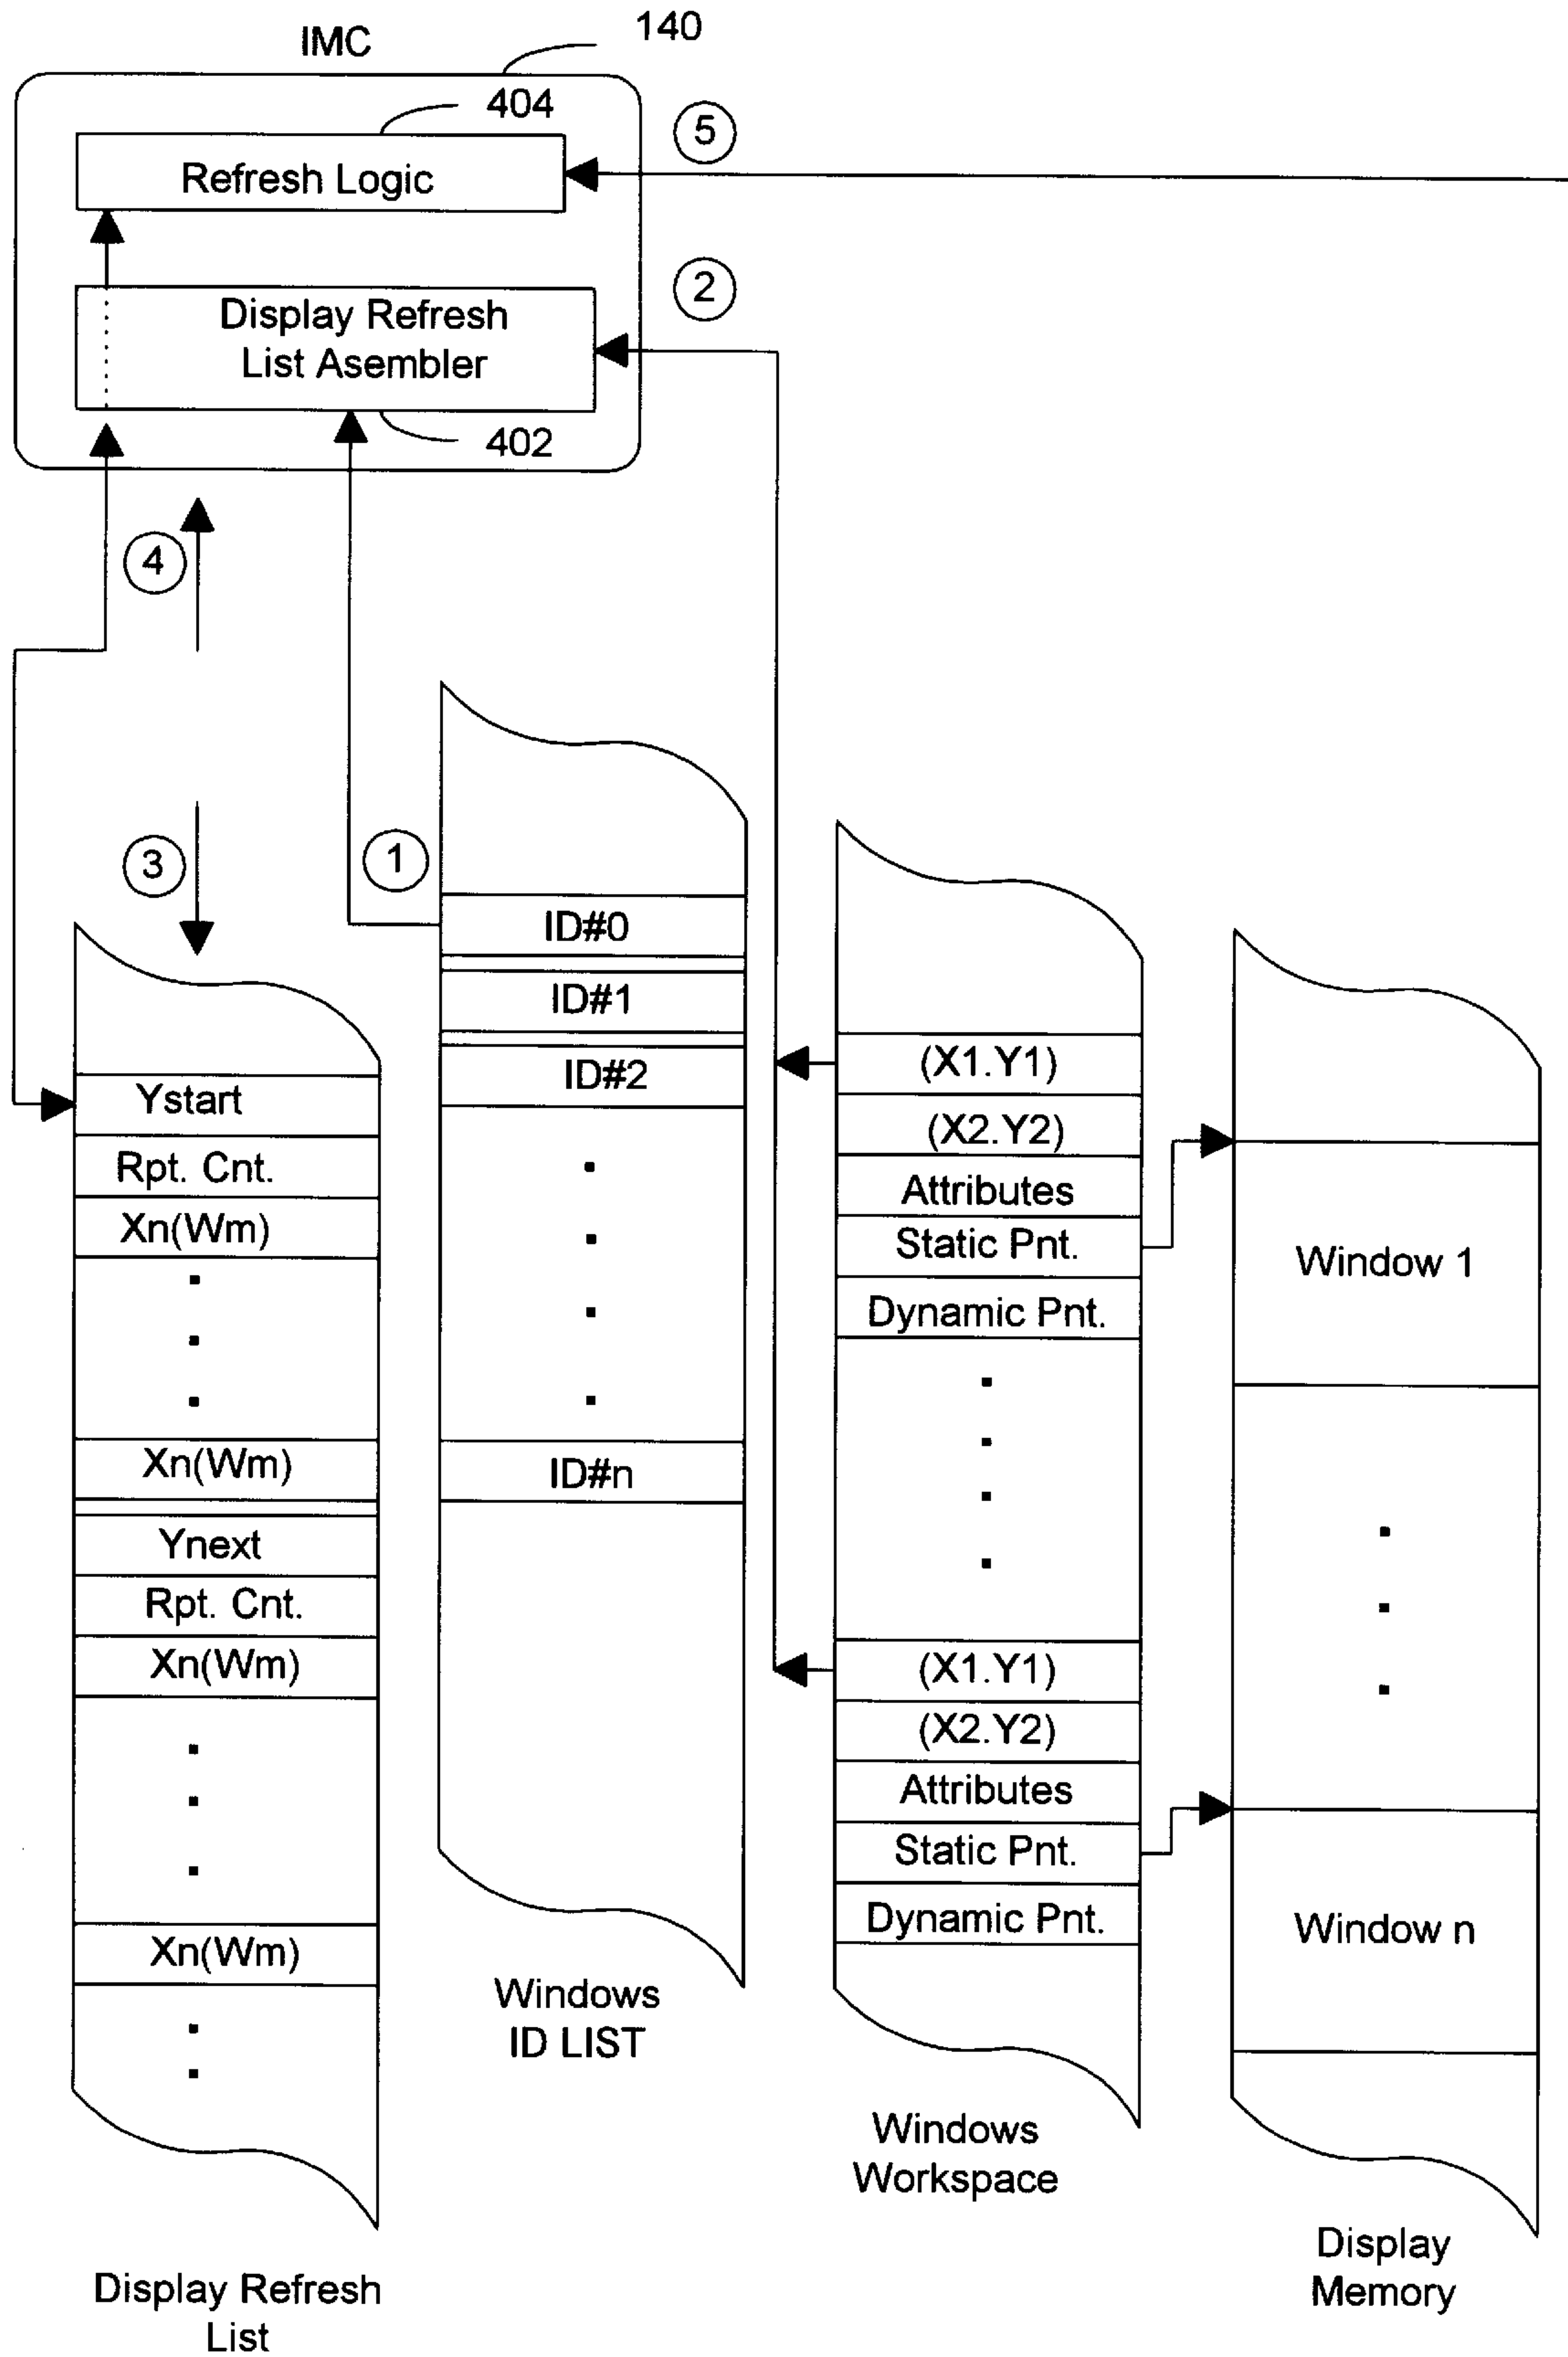 IMC
140
404
5
Refresh Logic
2
Display Refresh
List Asembler
402
4
3
1
Ystart
Rpt. Cnt.
Xn(Wm)
Xn(Wm)
Ynext
Rpt. Cnt.
Xn(Wm)
Xn(Wm)
Display Refresh
List
ID#0
ID#1
ID#2
ID#n
Windows
ID LIST
(X1.Y1)
(X2.Y2)
Attributes
Static Pnt.
Dynamic Pnt.
(X1.Y1)
(X2.Y2)
Attributes
Static Pnt.
Dynamic Pnt.
Windows
Workspace
Window 1
Window n
Display
Memory